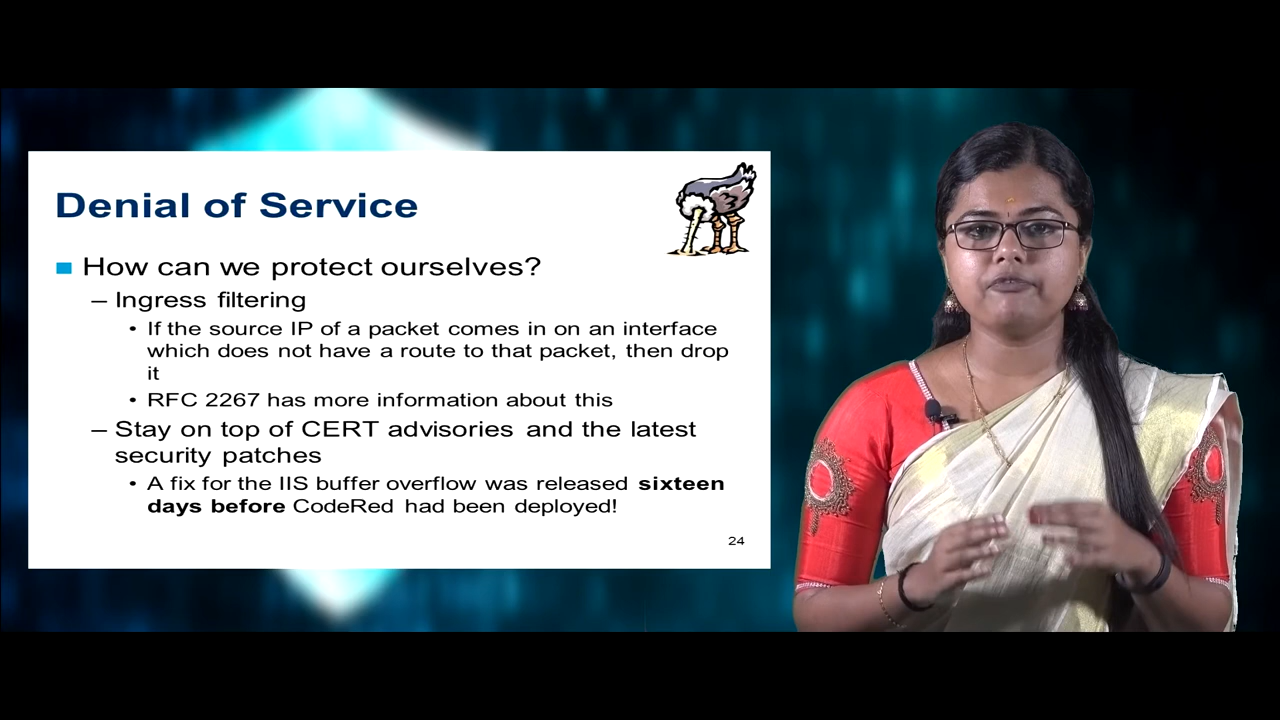 Denial of Service
■ How can we protect ourselves?
– Ingress filtering
• If the source IP of a packet comes in on an interface
which does not have a route to that packet, then drop
it
• RFC 2267 has more information about this
– Stay on top of CERT advisories and the latest
security patches
• A fix for the IIS buffer overflow was released sixteen
days before CodeRed had been deployed!
24